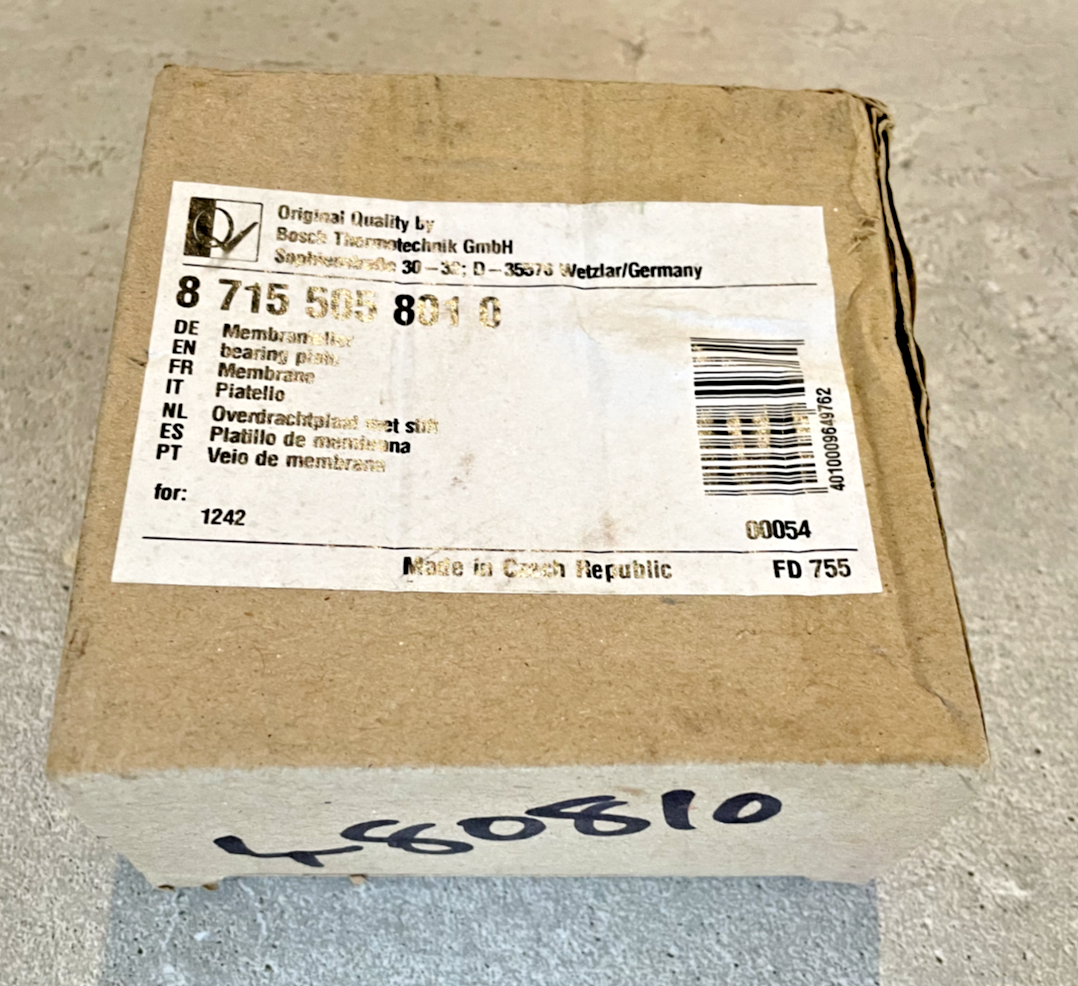 Original Quality by
Bosch Thermotechnik GmbH
Sophienstraße 30 – 32; D – 35576 Wetzlar/Germany
8 715 505 801 0
DE Membranteller
EN bearing plate
FR Membrane
IT Piatello
NL Overdrachtplaat met stift
ES Platillo de membrana
PT Veio de membrana
for:
1242
4010009649762
00054
Made in Czech Republic
FD 755
480810